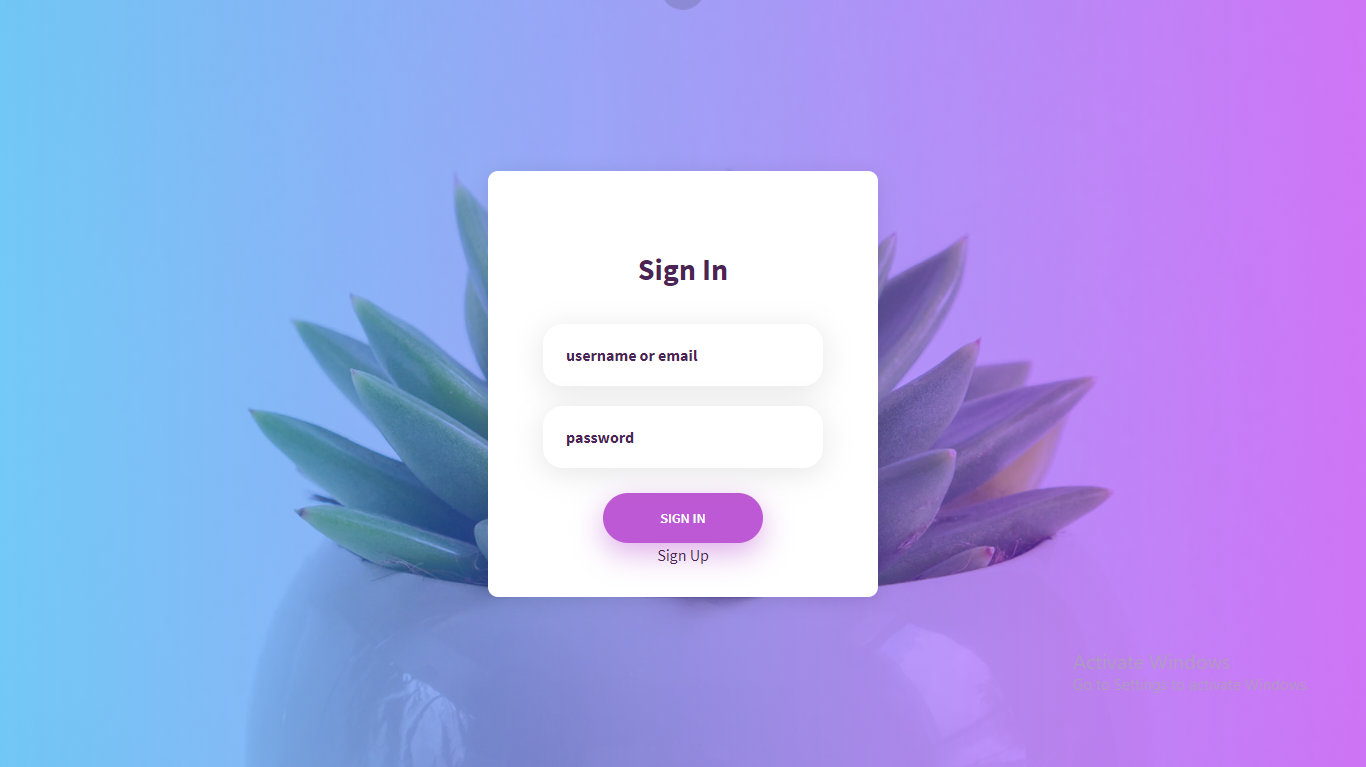 Sign In
username or email
password
SIGN IN
Sign Up
Activate Windows
Go to Settings to activate Windows.